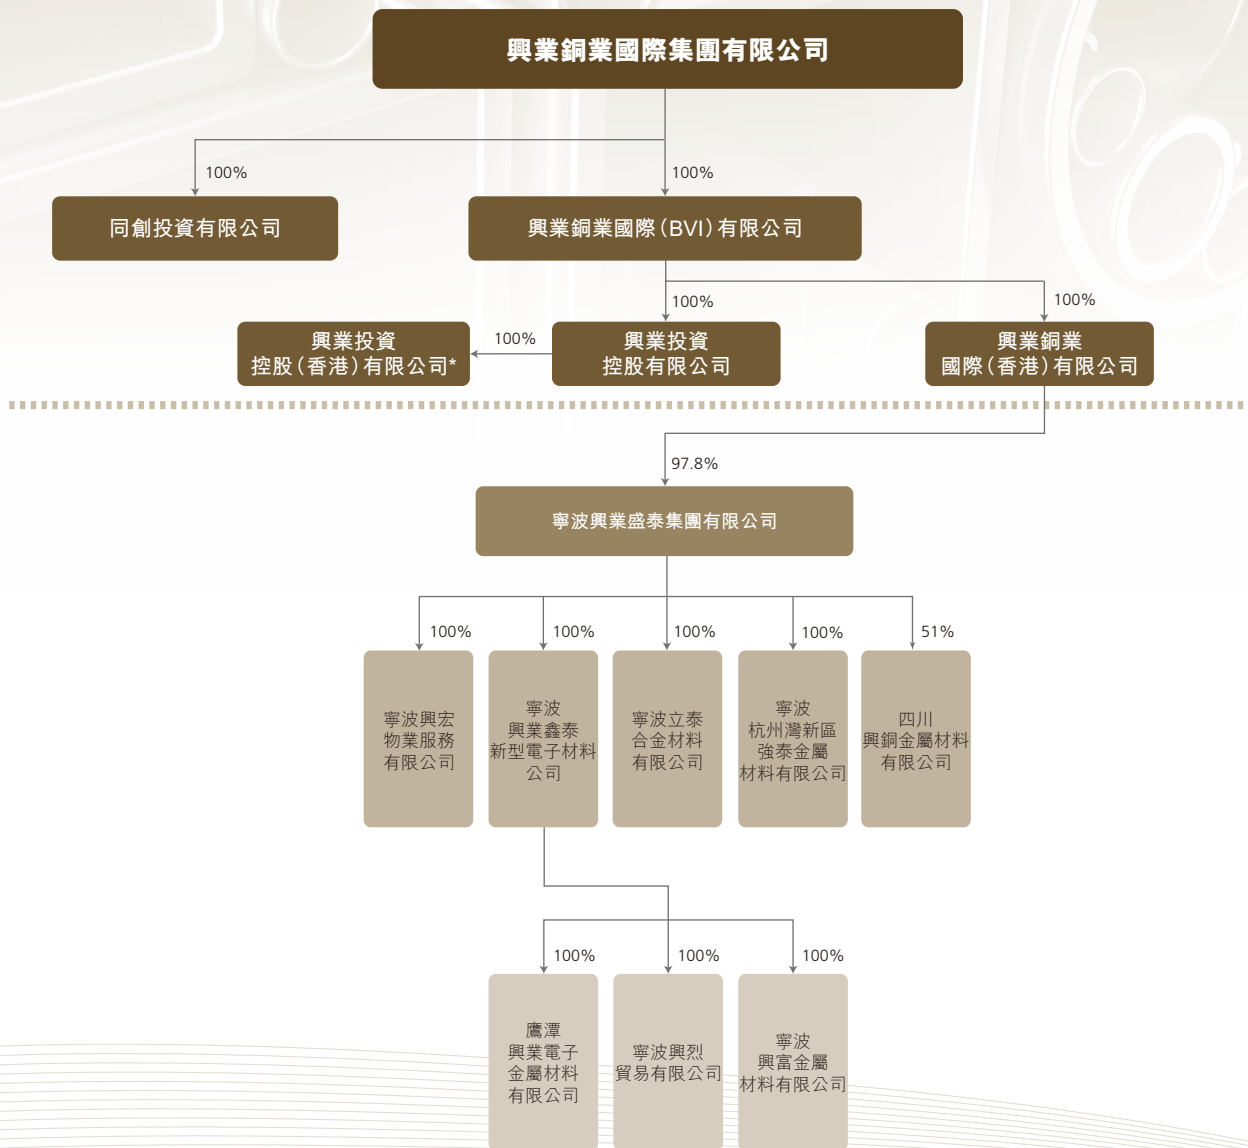 興業銅業國際集團有限公司
100%
100%
同創投資有限公司
興業銅業國際（BVI）有限公司
100%
100%
興業投資
控股（香港）有限公司*
100%
興業投資
控股有限公司
興業銅業
國際（香港）有限公司
97.8%
寧波興業盛泰集團有限公司
100%
100%
100%
100%
51%
寧波興宏
物業服務
有限公司
寧波
興業鑫泰
新型電子材料
公司
寧波立泰
合金材料
有限公司
寧波
杭州灣新區
強泰金屬
材料有限公司
四川
興銅金屬材料
有限公司
100%
100%
100%
鷹潭
興業電子
金屬材料
有限公司
寧波興烈
貿易有限公司
寧波
興富金屬
材料有限公司